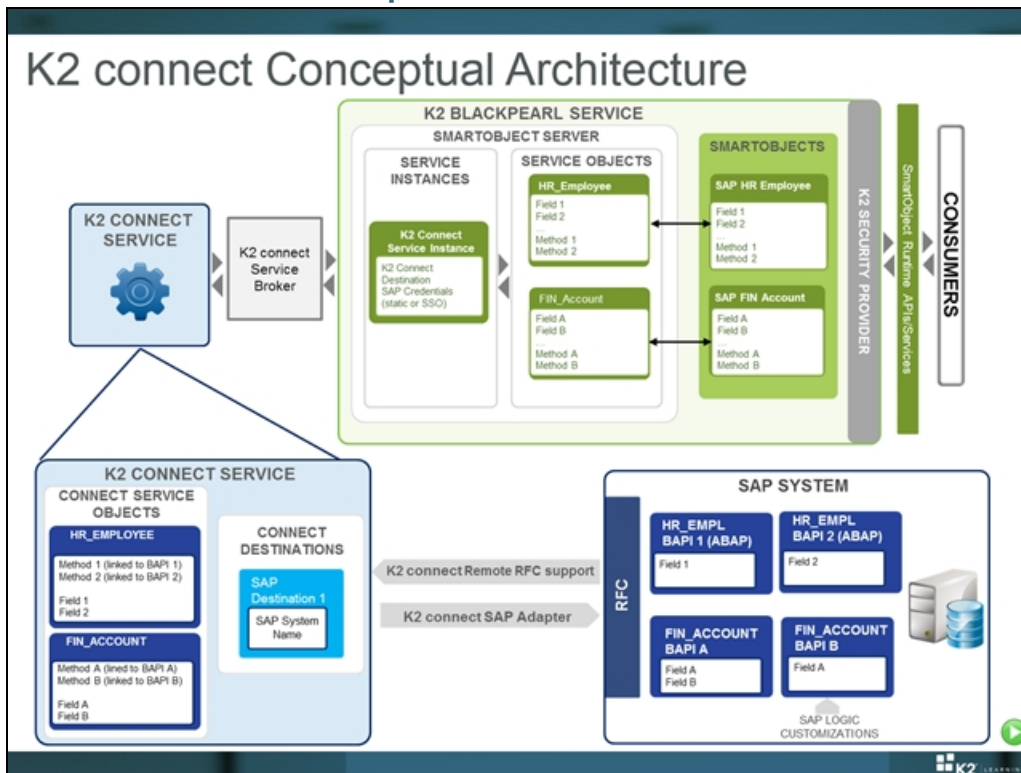 K2 connect Conceptual Architecture
K2 BLACKPEARL SERVICE
SMARTOBJECT SERVER
SERVICE
INSTANCES
SERVICE OBJECTS
SMARTOBJECTS
K2 CONNECT
SERVICE
K2 connect
Service
Broker
K2 Connect
Service Instance
K2 Connect
Destination
SAP Credentials
(static or SSO)
HR_Employee
Field 1
Field 2
...
Method 1
Method 2
FIN_Account
Field A
Field B
...
Method A
Method B
SAP HR Employee
Field 1
Field 2
...
Method 1
Method 2
SAP FIN Account
Field A
Field B
...
Method A
Method B
K2 SECURITY PROVIDER
SmartObject Runtime APIs/Services
CONSUMERS
K2 CONNECT SERVICE
CONNECT SERVICE
OBJECTS
HR_EMPLOYEE
Method 1 (linked to BAPI 1)
Method 2 (linked to BAPI 2)
Field 1
Field 2
FIN_ACCOUNT
Method A (lined to BAPI A)
Method B (linked to BAPI B)
Field A
Field B
CONNECT
DESTINATIONS
SAP
Destination 1
SAP System
Name
K2 connect Remote RFC support
K2 connect SAP Adapter
SAP SYSTEM
RFC
HR_EMPL
BAPI 1 (ABAP)
Field 1
HR_EMPL
BAPI 2 (ABAP)
Field 2
FIN_ACCOUNT
BAPI A
Field A
Field B
FIN_ACCOUNT
BAPI B
Field A
SAP LOGIC
CUSTOMIZATIONS
K2 LEARNING